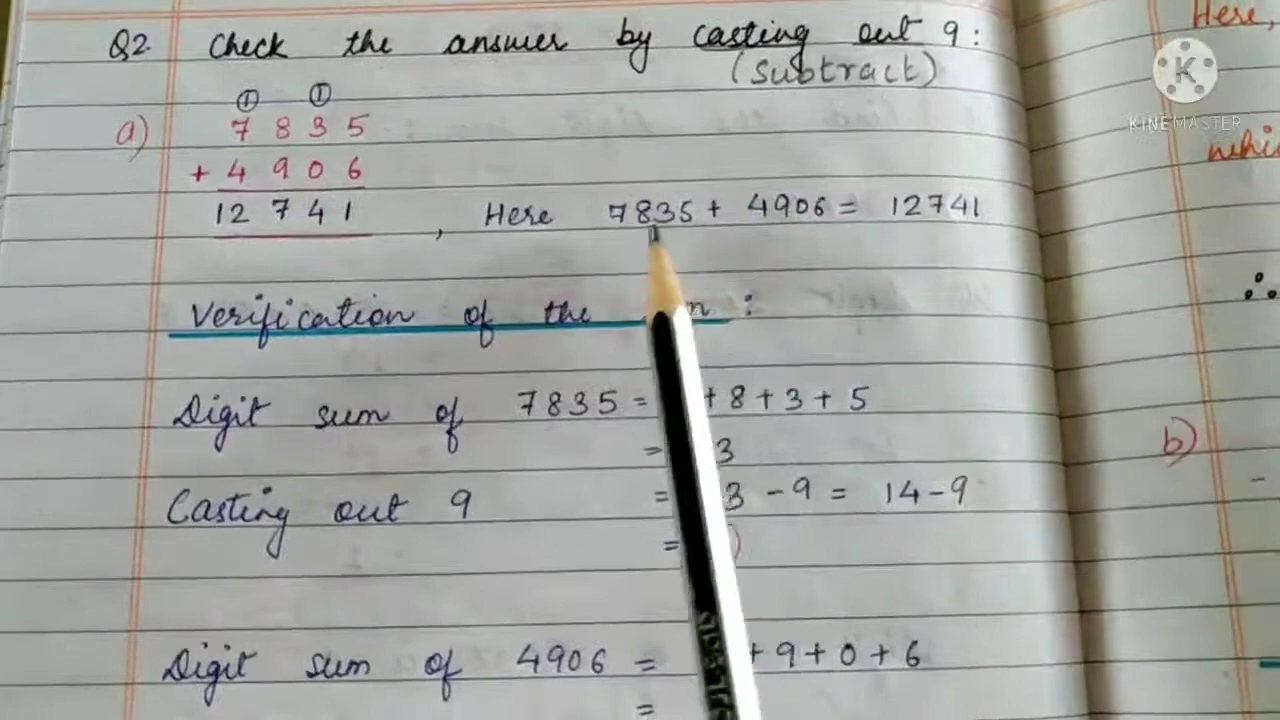 Q2 Check the answer by casting out 9 :
(Subtract)
① ①
a) 7 8 3 5
+ 4 9 0 6
12 7 4 1 , Here 7835 + 4906 = 12741
Verification of the :
Digit sum of 7835 = + 8 + 3 + 5
= 3
Casting out 9 = 3 - 9 = 14 - 9
=
Digit sum of 4906 = + 9 + 0 + 6
=
Here,
K
KINEMASTER
∴
b)
-